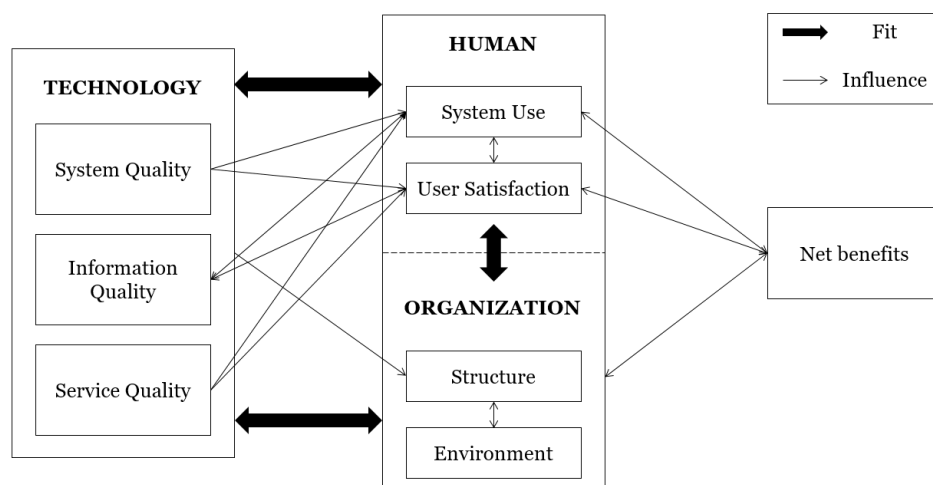 TECHNOLOGY
System Quality
Information
Quality
Service Quality
HUMAN
System Use
User Satisfaction
ORGANIZATION
Structure
Environment
Fit
Influence
Net benefits